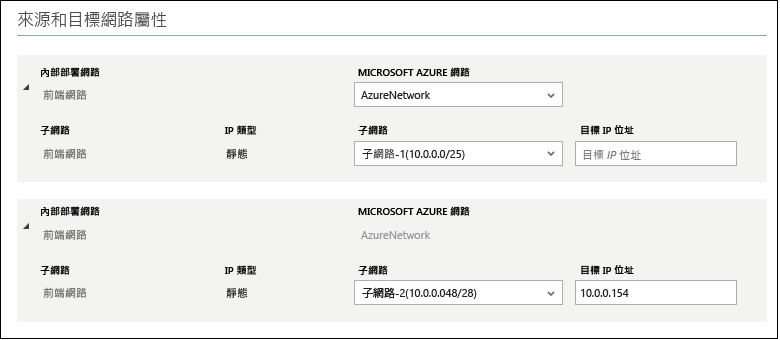 來源和目標網路屬性
內部部署網路 MICROSOFT AZURE 網路
前端網路 AzureNetwork
子網路 IP 類型 子網路 目標 IP 位址
前端網路 靜態 子網路-1(10.0.0.0/25) 目標 IP 位址
內部部署網路 MICROSOFT AZURE 網路
前端網路 AzureNetwork
子網路 IP 類型 子網路 目標 IP 位址
前端網路 靜態 子網路-2(10.0.0.048/28) 10.0.0.154